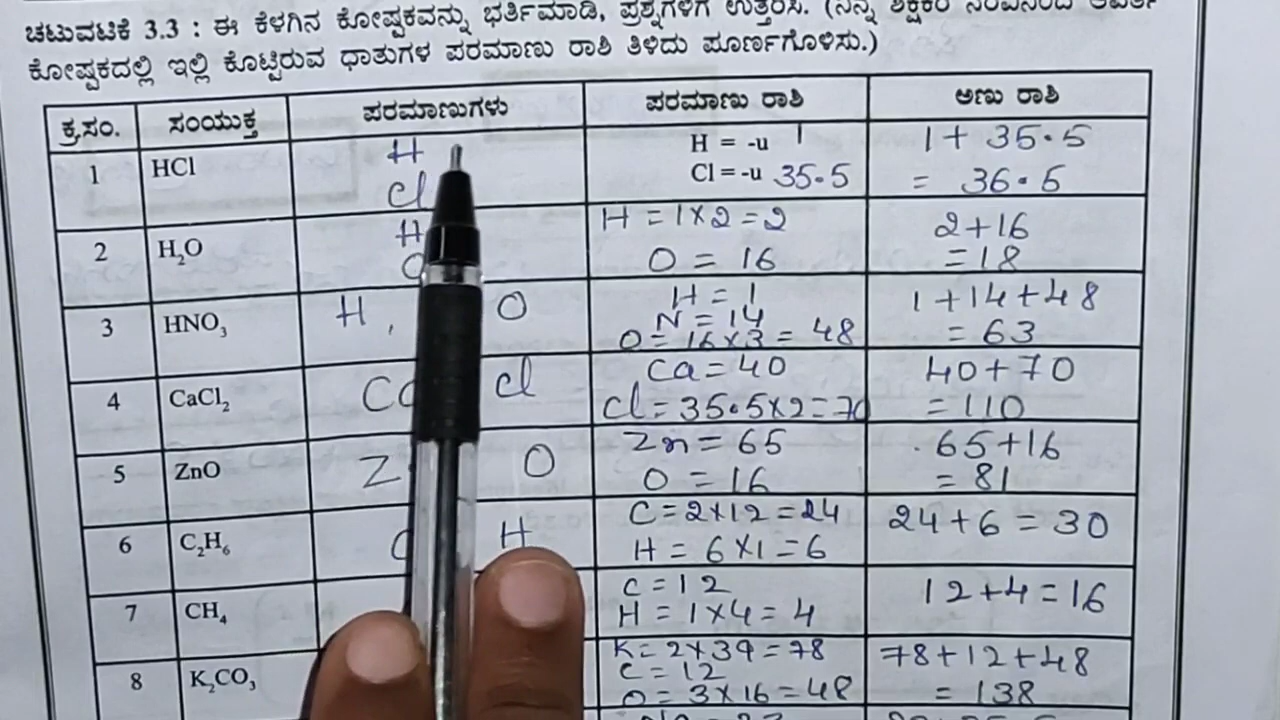 ಚಟುವಟಿಕೆ 3.3 : ಈ ಕೆಳಗಿನ ಕೋಷ್ಟಕವನ್ನು ಭರ್ತಿಮಾಡಿ, ಪ್ರಶ್ನೆಗಳಿಗೆ ಉತ್ತರಿಸಿ.
ಕೋಷ್ಟಕದಲ್ಲಿ ಇಲ್ಲಿ ಕೊಟ್ಟಿರುವ ಧಾತುಗಳ ಪರಮಾಣು ರಾಶಿ ತಿಳಿದು ಪೂರ್ಣಗೊಳಿಸು.)
ಕ್ರ.ಸಂ. ಸಂಯುಕ್ತ ಪರಮಾಣುಗಳು ಪರಮಾಣು ರಾಶಿ ಅಣು ರಾಶಿ
1 HCl H H = -u 1 1 + 35.5
Cl Cl = -u 35.5 = 36.5
2 H₂O H H = 1×2 = 2 2+16
O O = 16 =18
3 HNO₃ H, O H = 1 1+14+48
N = 14 = 63
O = 16×3 = 48
4 CaCl₂ Cl Ca = 40 40+70
Cl = 35.5×2 = 70 = 110
5 ZnO O Zn = 65 65+16
O = 16 = 81
6 C₂H₆ H C = 2×12 = 24 24+6 = 30
H = 6×1 = 6
7 CH₄ C = 12 12+4 = 16
H = 1×4 = 4
8 K₂CO₃ K = 2×39 = 78 78+12+48
C = 12 = 138
O = 3×16 = 48